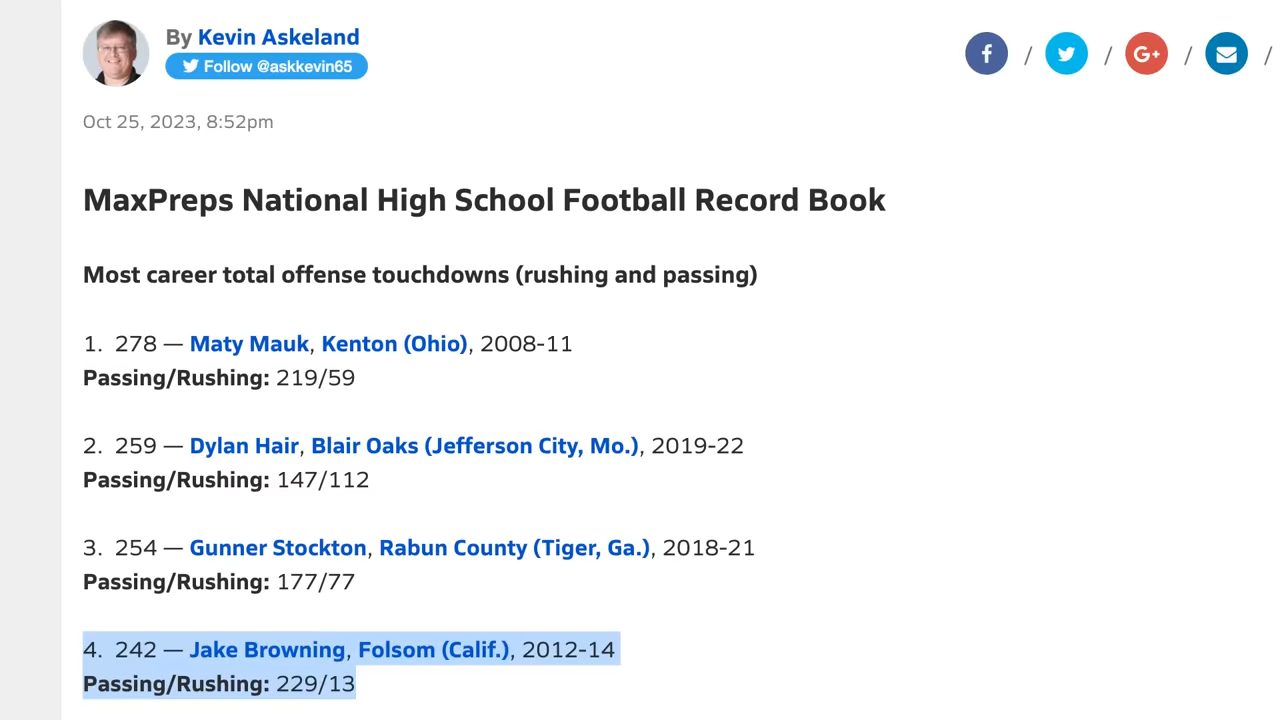 By Kevin Askeland
Follow @askkevin65
f / / G+ / /
Oct 25, 2023, 8:52pm
MaxPreps National High School Football Record Book
Most career total offense touchdowns (rushing and passing)
1. 278 — Maty Mauk, Kenton (Ohio), 2008-11
Passing/Rushing: 219/59
2. 259 — Dylan Hair, Blair Oaks (Jefferson City, Mo.), 2019-22
Passing/Rushing: 147/112
3. 254 — Gunner Stockton, Rabun County (Tiger, Ga.), 2018-21
Passing/Rushing: 177/77
4. 242 — Jake Browning, Folsom (Calif.), 2012-14
Passing/Rushing: 229/13